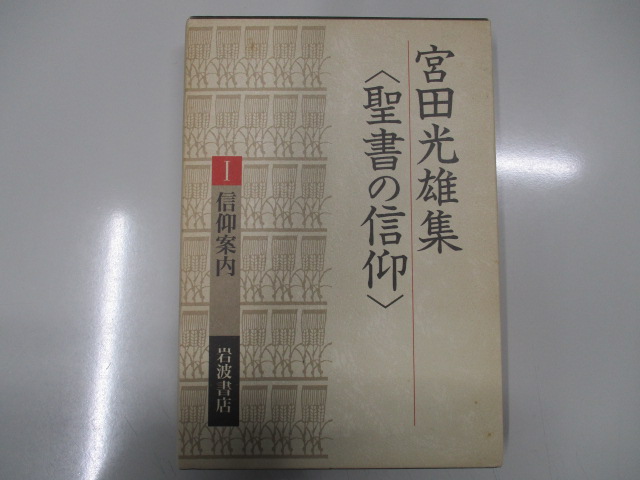 宮田光雄集
〈聖書の信仰〉
I
信仰案内
岩波書店